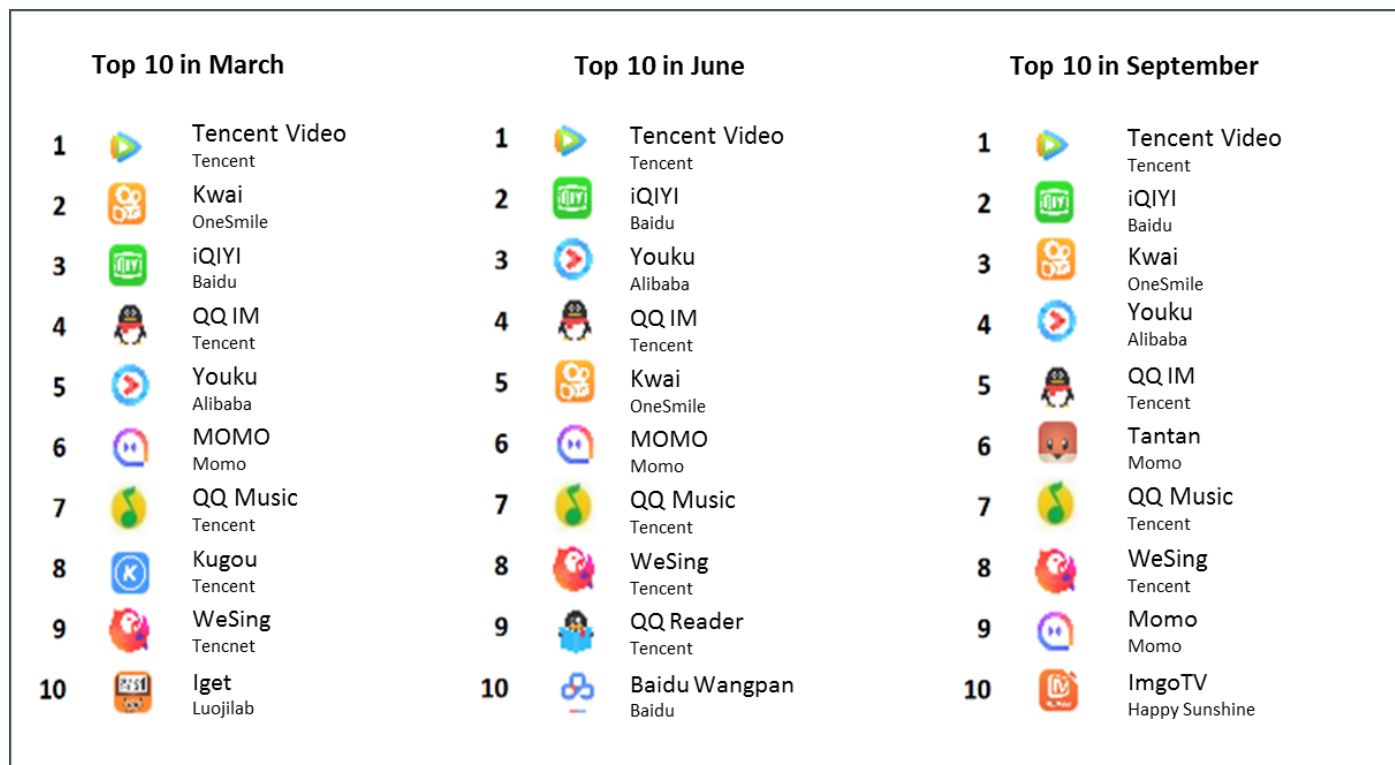 Top 10 in March
1
Tencent Video
Tencent
2
Kwai
OneSmile
3
iQIYI
Baidu
4
QQ IM
Tencent
5
Youku
Alibaba
6
MOMO
Momo
7
QQ Music
Tencent
8
Kugou
Tencent
9
WeSing
Tencnet
10
Iget
Luojilab
Top 10 in June
1
Tencent Video
Tencent
2
iQIYI
Baidu
3
Youku
Alibaba
4
QQ IM
Tencent
5
Kwai
OneSmile
6
MOMO
Momo
7
QQ Music
Tencent
8
WeSing
Tencent
9
QQ Reader
Tencent
10
Baidu Wangpan
Baidu
Top 10 in September
1
Tencent Video
Tencent
2
iQIYI
Baidu
3
Kwai
OneSmile
4
Youku
Alibaba
5
QQ IM
Tencent
6
Tantan
Momo
7
QQ Music
Tencent
8
WeSing
Tencent
9
Momo
Momo
10
ImgoTV
Happy Sunshine